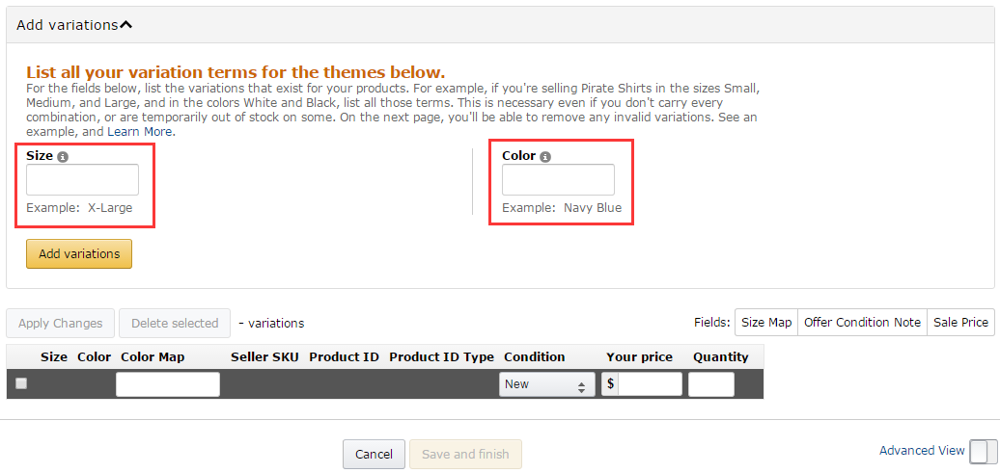 Add variations
List all your variation terms for the themes below.
For the fields below, list the variations that exist for your products. For example, if you're selling Pirate Shirts in the sizes Small,
Medium, and Large, and in the colors White and Black, list all those terms. This is necessary even if you don't carry every
combination, or are temporarily out of stock on some. On the next page, you'll be able to remove any invalid variations. See an
example, and Learn More.
Size Color
Example: X-Large Example: Navy Blue
Add variations
Apply Changes Delete selected - variations Fields: Size Map Offer Condition Note Sale Price
Size Color Color Map Seller SKU Product ID Product ID Type Condition Your price Quantity
New $
Cancel Save and finish Advanced View